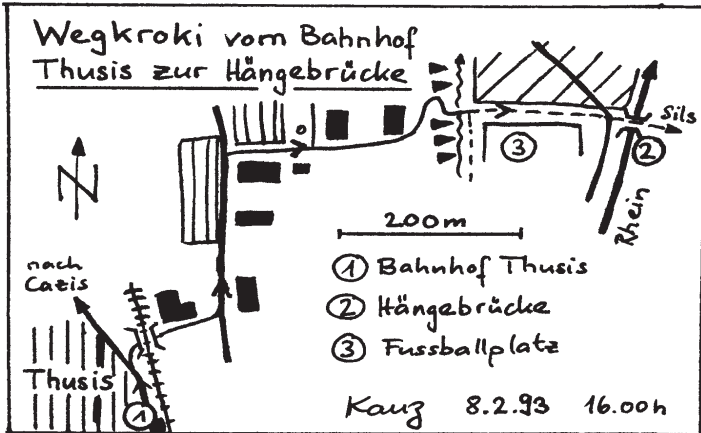 Wegkroki vom Bahnhof
Thusis zur Hängebrücke
Sils
③
②
N
200m
Rhein
nach
Cazis
① Bahnhof Thusis
② Hängebrücke
③ Fussballplatz
Thusis
①
Kauz 8.2.93 16.00h